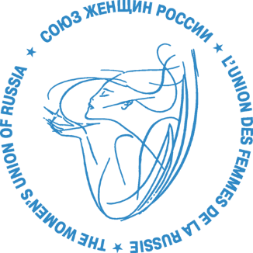 СОЮЗ ЖЕНЩИН РОССИИ
L'UNION DES FEMMES DE LA RUSSIE
THE WOMEN'S UNION OF RUSSIA